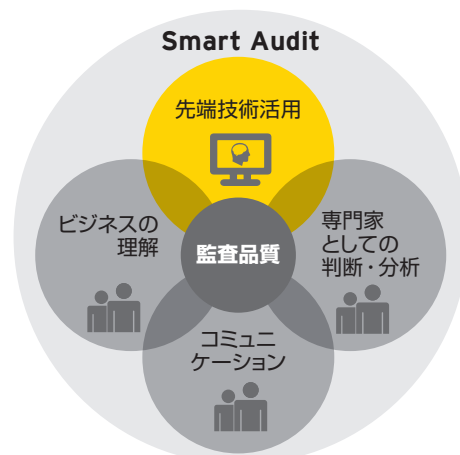 Smart Audit
先端技術活用
ビジネスの
理解
監査品質
専門家
としての
判断・分析
コミュニ
ケーション